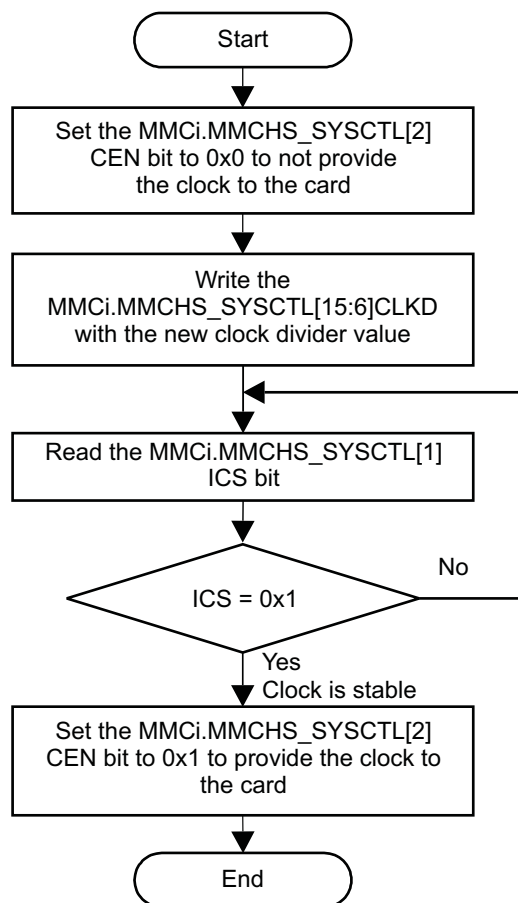 Start
Set the MMCi.MMCHS_SYSCTL[2]
CEN bit to 0x0 to not provide
the clock to the card
Write the
MMCi.MMCHS_SYSCTL[15:6]CLKD
with the new clock divider value
Read the MMCi.MMCHS_SYSCTL[1]
ICS bit
ICS = 0x1
No
Yes
Clock is stable
Set the MMCi.MMCHS_SYSCTL[2]
CEN bit to 0x1 to provide the clock to
the card
End